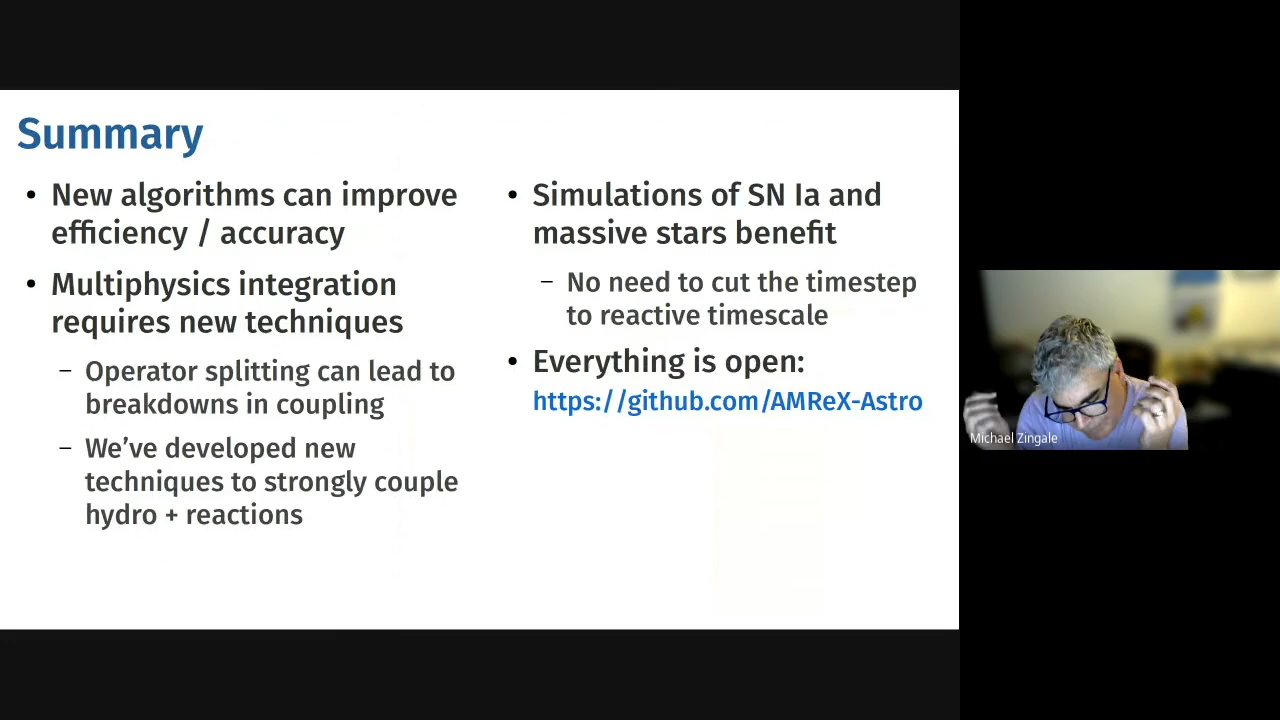 Summary
• New algorithms can improve
efficiency / accuracy
• Multiphysics integration
requires new techniques
– Operator splitting can lead to
breakdowns in coupling
– We’ve developed new
techniques to strongly couple
hydro + reactions
• Simulations of SN Ia and
massive stars benefit
– No need to cut the timestep
to reactive timescale
• Everything is open:
https://github.com/AMReX-Astro
Michael Zingale